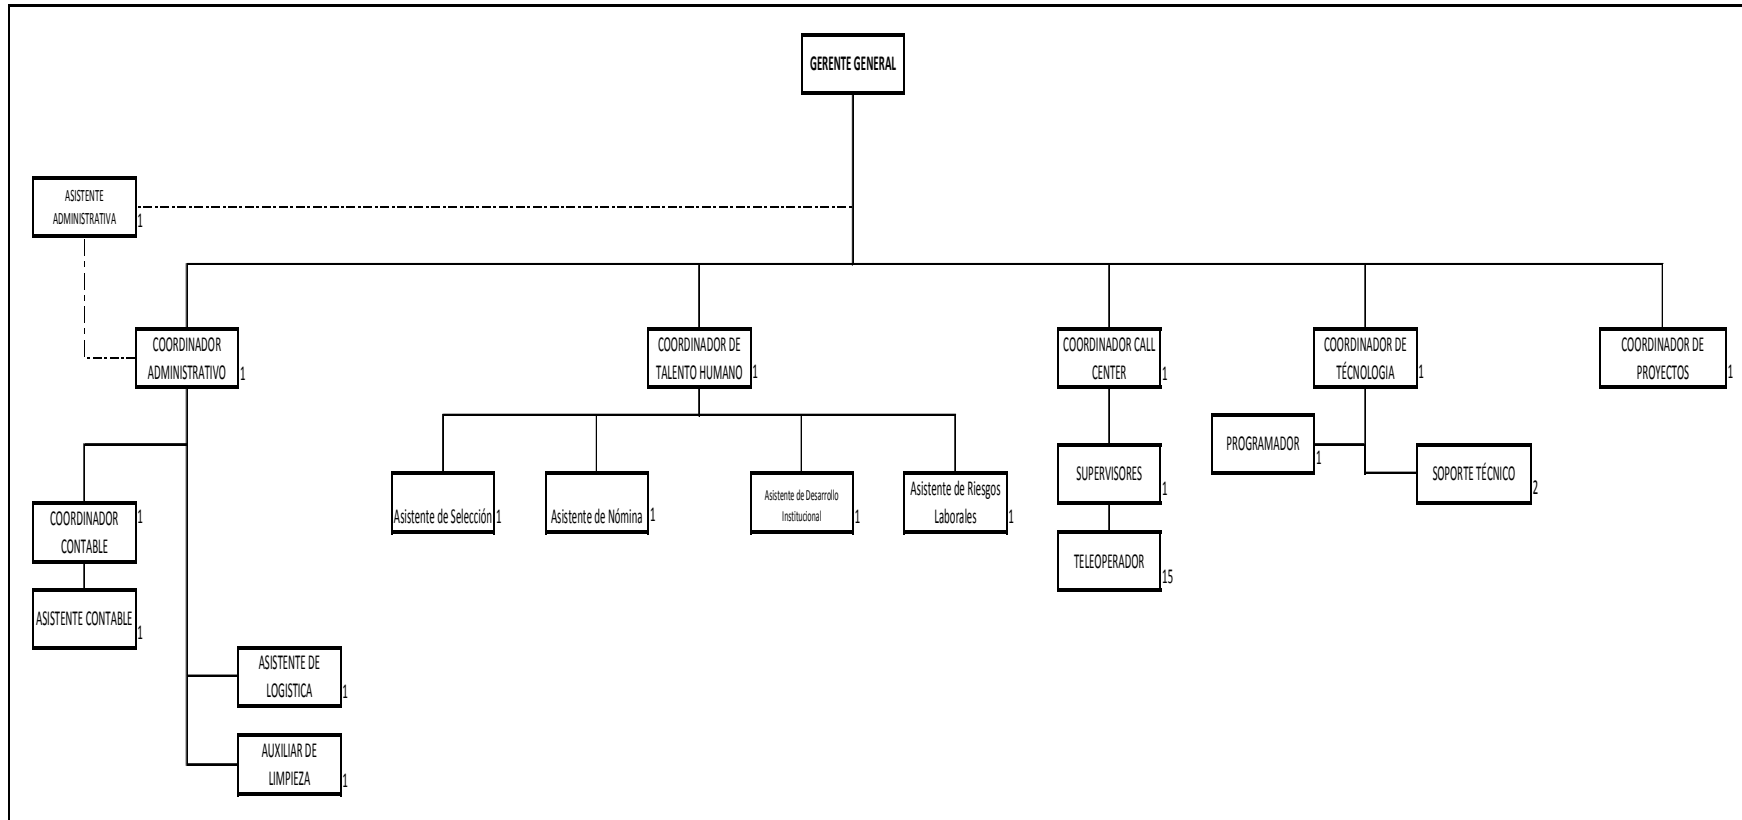 GERENTE GENERAL
ASISTENTE
ADMINISTRATIVA
1
COORDINADOR
ADMINISTRATIVO
1
COORDINADOR DE
TALENTO HUMANO
1
COORDINADOR CALL
CENTER
1
COORDINADOR DE
TÉCNOLOGIA
1
COORDINADOR DE
PROYECTOS
1
COORDINADOR
CONTABLE
1
ASISTENTE CONTABLE
1
ASISTENTE DE
LOGISTICA
1
AUXILIAR DE
LIMPIEZA
1
Asistente de Selección
1
Asistente de Nómina
1
Asistente de Desarrollo
Institucional
1
Asistente de Riesgos
Laborales
1
SUPERVISORES
1
TELEOPERADOR
15
PROGRAMADOR
1
SOPORTE TÉCNICO
2